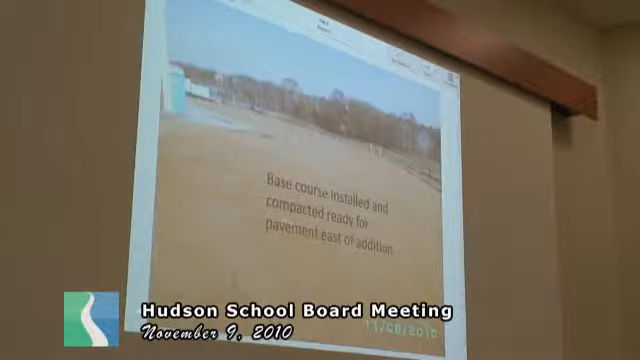 Base course installed and
compacted ready for
pavement east of addition.
11/08/2010
Hudson School Board Meeting
November 9, 2010